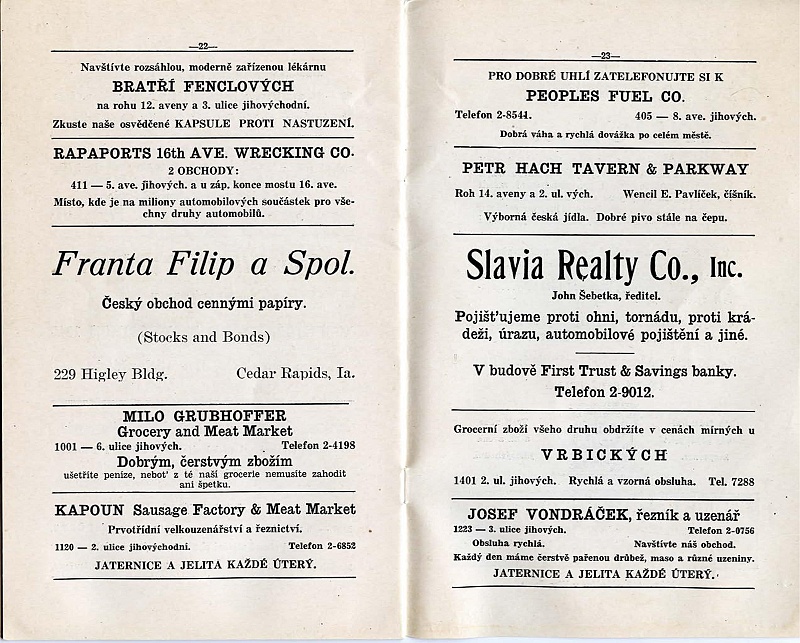 —22—
Navštivte rozsáhlou, moderně zařízenou lékárnu
BRATŘÍ FENCLOVÝCH
na rohu 12. aveny a 3. ulice jihovýchodní.
Zkuste naše osvědčené KAPSULE PROTI NASTUZENÍ.
RAPAPORTS 16th AVE. WRECKING CO.
2 OBCHODY:
411 — 5. ave. jihových. a u záp. konce mostu 16. ave.
Místo, kde je na miliony automobilových součástek pro vše-
chny druhy automobilů.
Franta Filip a Spol.
Český obchod cennými papíry.
(Stocks and Bonds)
229 Higley Bldg. Cedar Rapids, Ia.
MILO GRUBHOFFER
Grocery and Meat Market
1001 — 6. ulice jihových. Telefon 2-4198
Dobrým, čerstvým zbožím
ušetříte peníze, neboť z té naší grocerie nemusíte zahodit
ani špetku.
KAPOUN Sausage Factory & Meat Market
Prvotřídní velkouzenářství a řeznictví.
1120 — 2. ulice jihovýchodní. Telefon 2-6852
JATERNICE A JELITA KAŽDÉ ÚTERÝ.
—23—
PRO DOBRÉ UHLÍ ZATELEFONUJTE SI K
PEOPLES FUEL CO.
Telefon 2-8541. 405 — 8. ave. jihových.
Dobrá váha a rychlá dovážka po celém městě.
PETR HACH TAVERN & PARKWAY
Roh 14. aveny a 2. ul. vých. Wencil E. Pavlíček, číšník.
Výborná česká jídla. Dobré pivo stále na čepu.
Slavia Realty Co., Inc.
John Šebetka, ředitel.
Pojišťujeme proti ohni, tornádu, proti krá-
deži, úrazu, automobilové pojištění a jiné.
V budově First Trust & Savings banky.
Telefon 2-9012.
Grocerní zboží všeho druhu obdržíte v cenách mírných u
VRBICKÝCH
1401 2. ul. jihových. Rychlá a vzorná obsluha. Tel. 7288
JOSEF VONDRÁČEK, řezník a uzenář
1223 — 3. ulice jihových. Telefon 2-0756
Obsluha rychlá. Navštivte náš obchod.
Každý den máme čerstvě pařenou drůbež, maso a různé uzeniny.
JATERNICE A JELITA KAŽDÉ ÚTERÝ.